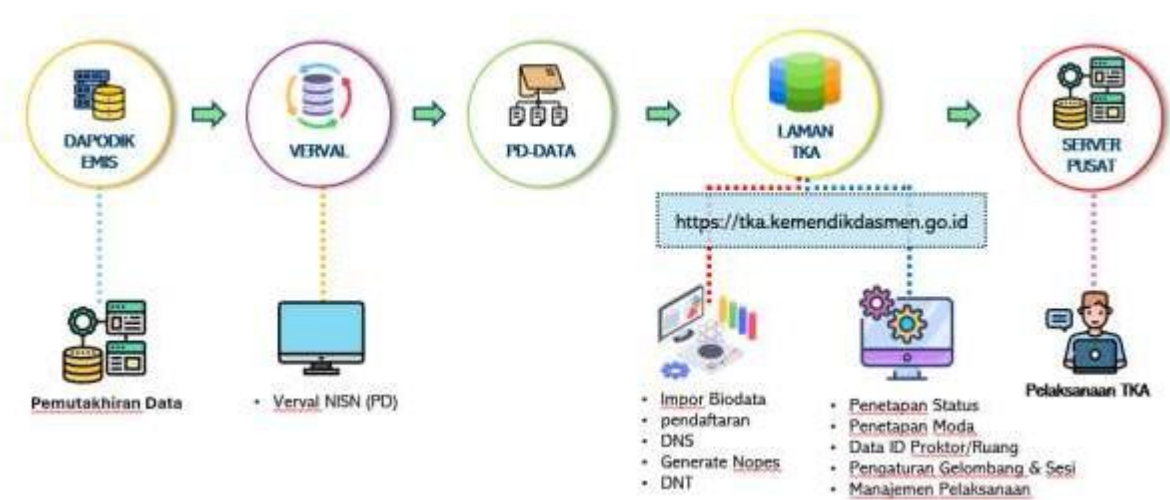 DAPODIK
EMIS
VERVAL
PD-DATA
LAMAN
TKA
SERVER
PUSAT
https://tka.kemendikdasmen.go.id
Pemutakhiran Data
• Verval NISN (PD)
• Impor Biodata
• pendaftaran
• DNS
• Generate Nopes
• DNT
• Penetapan Status
• Penetapan Moda
• Data ID Proktor/Ruang
• Pengaturan Gelombang & Sesi
• Manajemen Pelaksanaan
Pelaksanaan TKA